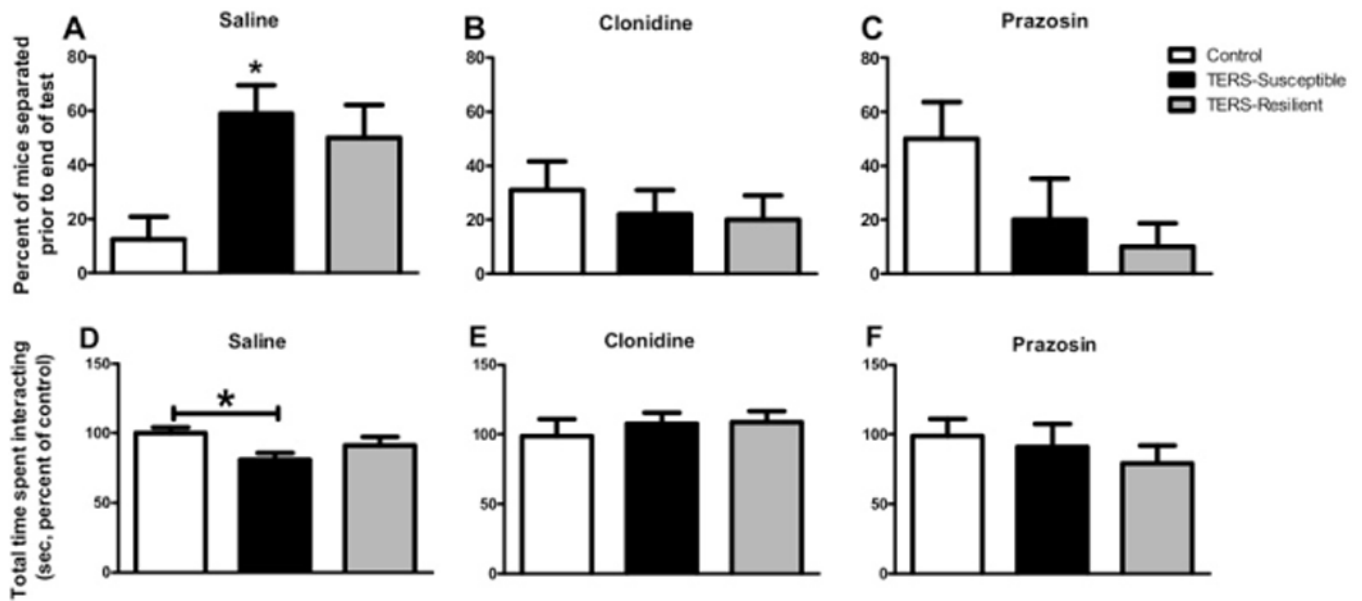 A
Saline
B
Clonidine
C
Prazosin
Control
TERS-Susceptible
TERS-Resilient
Percent of mice separated
prior to end of test
80
60
40
20
0
*
80
60
40
20
0
80
60
40
20
0
D
Saline
E
Clonidine
F
Prazosin
Total time spent interacting
(sec, percent of control)
150
100
50
0
*
150
100
50
0
150
100
50
0